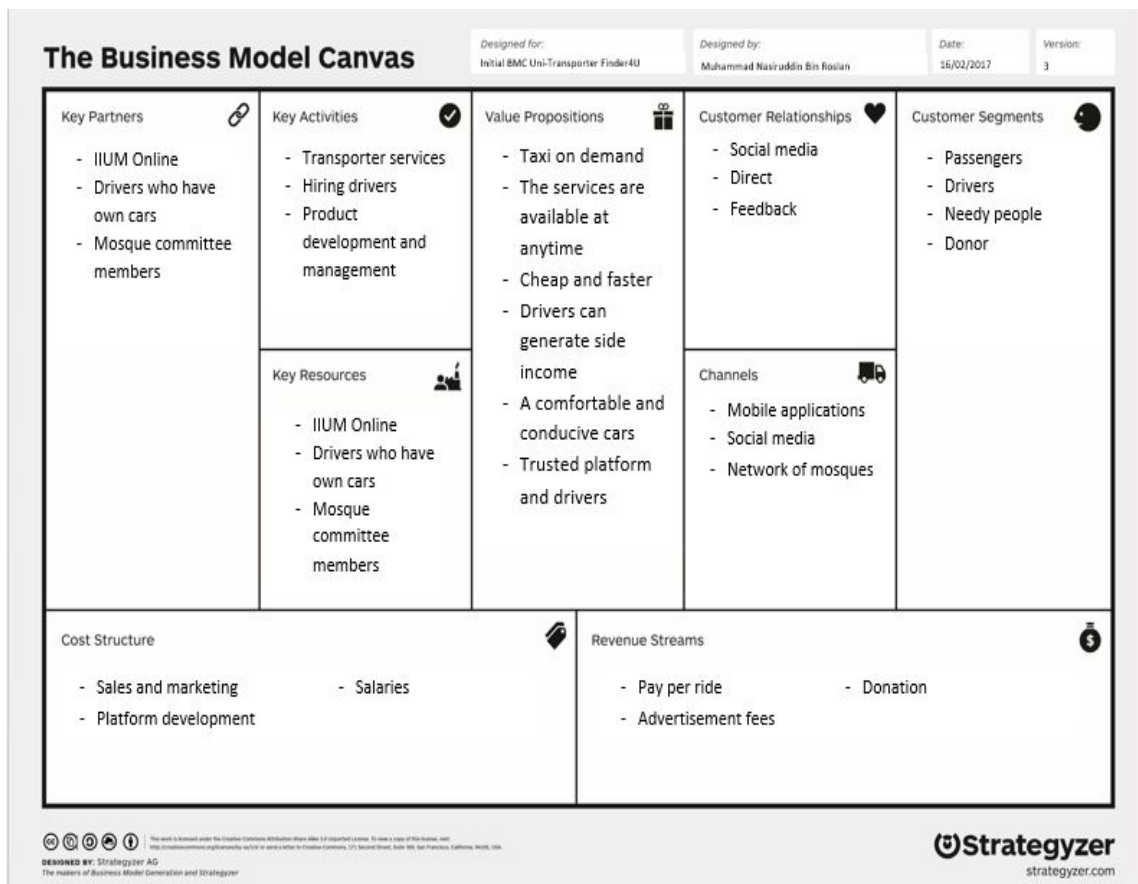 The Business Model Canvas
Designed for:
Initial BMC Uni-Transporter Finder4U
Designed by:
Muhammad Nasiruddin Bin Roslan
Date:
16/02/2017
Version:
3
Key Partners
- IIUM Online
- Drivers who have
own cars
- Mosque committee
members
Key Activities
- Transporter services
- Hiring drivers
- Product
development and
management
Key Resources
- IIUM Online
- Drivers who have
own cars
- Mosque
committee
members
Value Propositions
- Taxi on demand
- The services are
available at
anytime
- Cheap and faster
- Drivers can
generate side
income
- A comfortable and
conducive cars
- Trusted platform
and drivers
Customer Relationships
- Social media
- Direct
- Feedback
Channels
- Mobile applications
- Social media
- Network of mosques
Customer Segments
- Passengers
- Drivers
- Needy people
- Donor
Cost Structure
- Sales and marketing
- Salaries
- Platform development
Revenue Streams
- Pay per ride
- Donation
- Advertisement fees
DESIGNED BY: Strategyzer AG
The makers of Business Model Generation and Strategyzer
Strategyzer
strategyzer.com